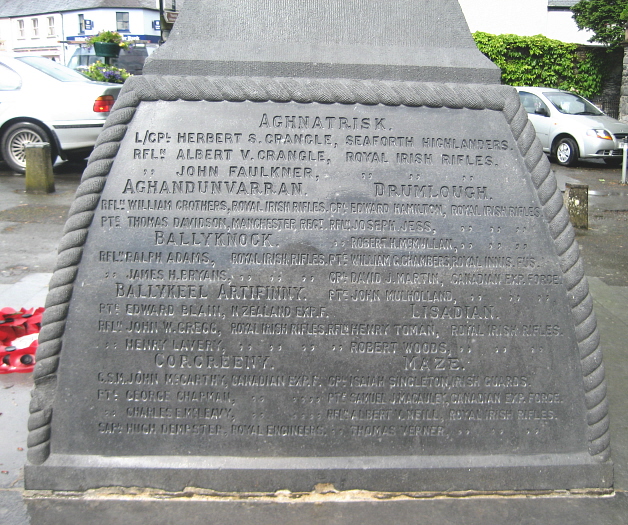 AGHNATRISK.
L/CPL HERBERT S. CRANGLE, SEAFORTH HIGHLANDERS.
RFLN ALBERT V. CRANGLE, ROYAL IRISH RIFLES.
,, JOHN FAULKNER, ,, ,, ,,
AGHANDUNVARRAN. DRUMLOUGH.
RFLN WILLIAM CROTHERS, ROYAL IRISH RIFLES. CPL EDWARD HAMILTON, ROYAL IRISH RIFLES
PTE THOMAS DAVIDSON, MANCHESTER REGT. RFLN JOSEPH JESS, ,, ,, ,,
BALLYKNOCK. ,, ROBERT H. MCMULLAN, ,, ,, ,,
RFLN RALPH ADAMS, ROYAL IRISH RIFLES. PTE WILLIAM G. CHAMBERS, ROYAL INNIS. FUS.
,, JAMES H. BRYANS, ,, ,, ,, CPL DAVID J. MARTIN, CANADIAN EXP. FORCE.
BALLYKEEL ARTIFINNY. PTE JOHN MULHOLLAND, ,, ,, ,,
PTE EDWARD BLAIN, N. ZEALAND EXP. F. LISADIAN.
RFLN JOHN W. GREGG, ROYAL IRISH RIFLES. RFLN HENRY TOMAN, ROYAL IRISH RIFLES.
,, HENRY LAVERY, ,, ,, ,, ,, ROBERT WOODS, ,, ,, ,,
CORCREENY. MAZE.
C.S.M. JOHN MCCARTHY, CANADIAN EXP. F. CPL ISAIAH SINGLETON, IRISH GUARDS.
PTE GEORGE CHAPMAN, ,, ,, ,, PTE SAMUEL J. MACAULEY, CANADIAN EXP. FORCE.
,, CHARLES E. MCLEAVY, ,, ,, ,, RFLN ALBERT V. NEILL, ROYAL IRISH RIFLES.
SAPR HUGH DEMPSTER, ROYAL ENGINEERS. ,, THOMAS WERNER, ,, ,, ,,